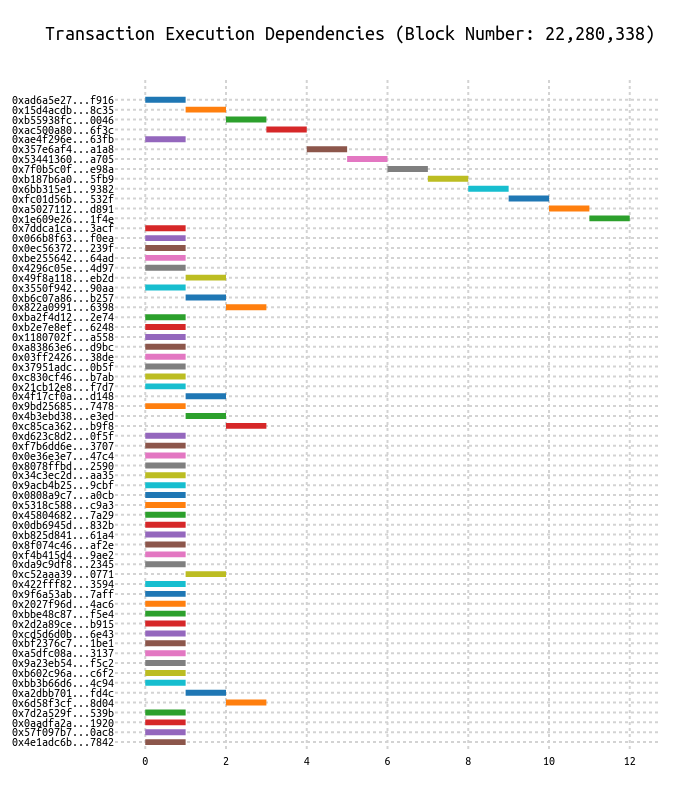 Transaction Execution Dependencies (Block Number: 22,280,338)
0xad6a5e27...f916
0x15d4acdb...8c35
0xb55938fc...0046
0xac500a80...6f3c
0xae4f296e...63fb
0x357e6af4...a1a8
0x53441360...a705
0x7f0b5c0f...e98a
0xb187b6a0...5fb9
0x6bb315e1...9382
0xfc01d56b...532f
0xa5027112...d891
0x1e609e26...1f4e
0x7ddca1ca...3acf
0x066b8f63...f0ea
0x0ec56372...239f
0xbe255642...64ad
0x4296c05e...4d97
0x49f8a118...eb2d
0x3550f942...90aa
0xb6c07a86...b257
0x822a0991...6398
0xba2f4d12...2e74
0xb2e7e8ef...6248
0x1180702f...a558
0xa83863e6...d9bc
0x03ff2426...38de
0x37951adc...0b5f
0xc830cf46...b7ab
0x21cb12e8...f7d7
0x4f17cf0a...d148
0x9bd25685...7478
0x4b3ebd38...e3ed
0xc85ca362...b9f8
0xd623c8d2...0f5f
0xf7b6dd6e...3707
0x0e36e3e7...47c4
0x8078ffbd...2590
0x34c3ec2d...aa35
0x9acb4b25...9cbf
0x0808a9c7...a0cb
0x5318c588...c9a3
0x45804682...7a29
0x0db6945d...832b
0xb825d841...61a4
0x8f074c46...af2e
0xf4b415d4...9ae2
0xda9c9df8...2345
0xc52aaa39...0771
0x422fff82...3594
0x9f6a53ab...7aff
0x2027f96d...4ac6
0xbbe48c87...f5e4
0x2d2a89ce...b915
0xcd5d6d0b...6e43
0xbf2376c7...1be1
0xa5dfc08a...3137
0x9a23eb54...f5c2
0xb602c96a...c6f2
0xbb3b66d6...4c94
0xa2dbb701...fd4c
0x6d58f3cf...8d04
0x7d2a529f...539b
0x0aadfa2a...1920
0x57f097b7...0ac8
0x4e1adc6b...7842
0 2 4 6 8 10 12